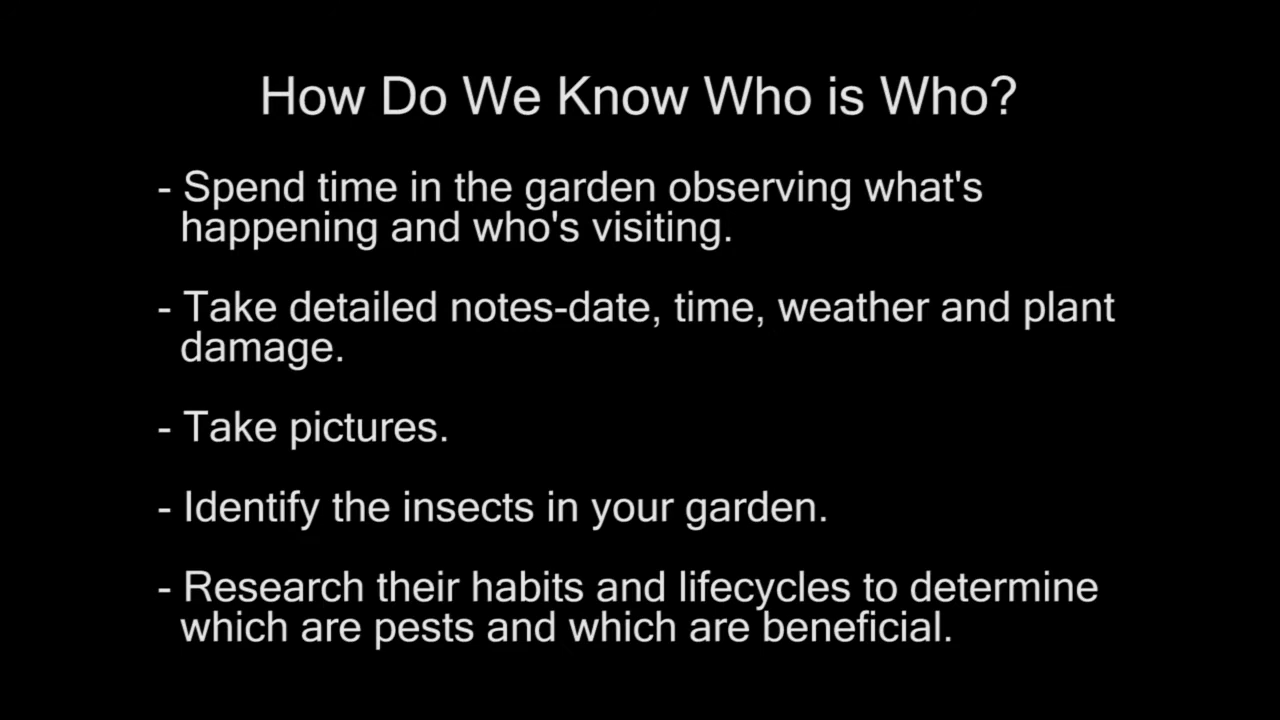 How Do We Know Who is Who?
- Spend time in the garden observing what's
happening and who's visiting.
- Take detailed notes-date, time, weather and plant
damage.
- Take pictures.
- Identify the insects in your garden.
- Research their habits and lifecycles to determine
which are pests and which are beneficial.